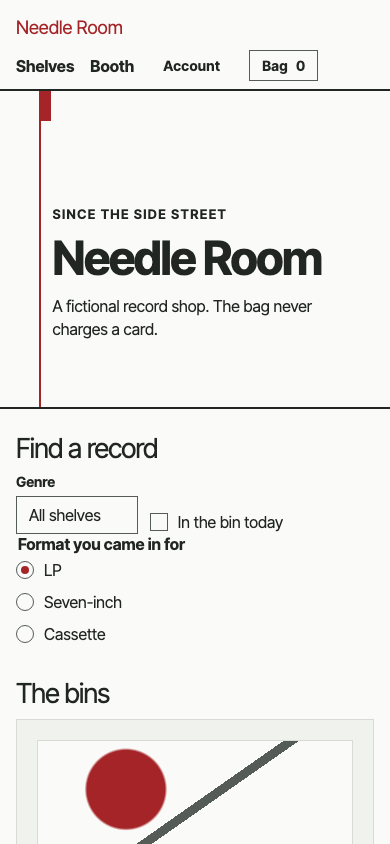 Needle Room
Shelves Booth Account Bag 0
SINCE THE SIDE STREET
Needle Room
A fictional record shop. The bag never
charges a card.
Find a record
Genre
All shelves
In the bin today
Format you came in for
LP
Seven-inch
Cassette
The bins